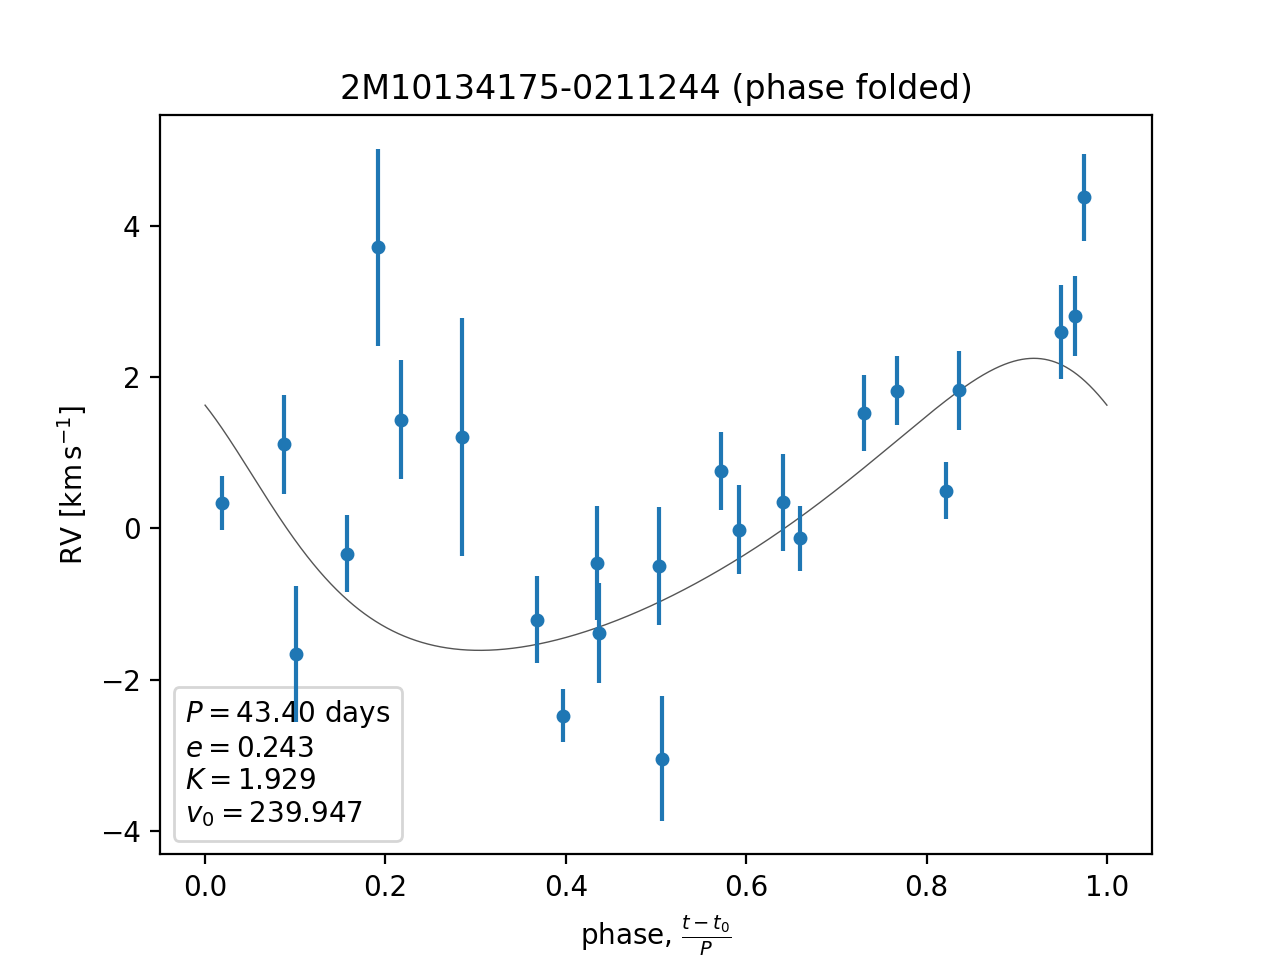 2M10134175-0211244 (phase folded)
RV [km s⁻¹]
4
2
0
−2
−4
P = 43.40 days
e = 0.243
K = 1.929
v₀ = 239.947
0.0 0.2 0.4 0.6 0.8 1.0
phase, (t − t₀)/P